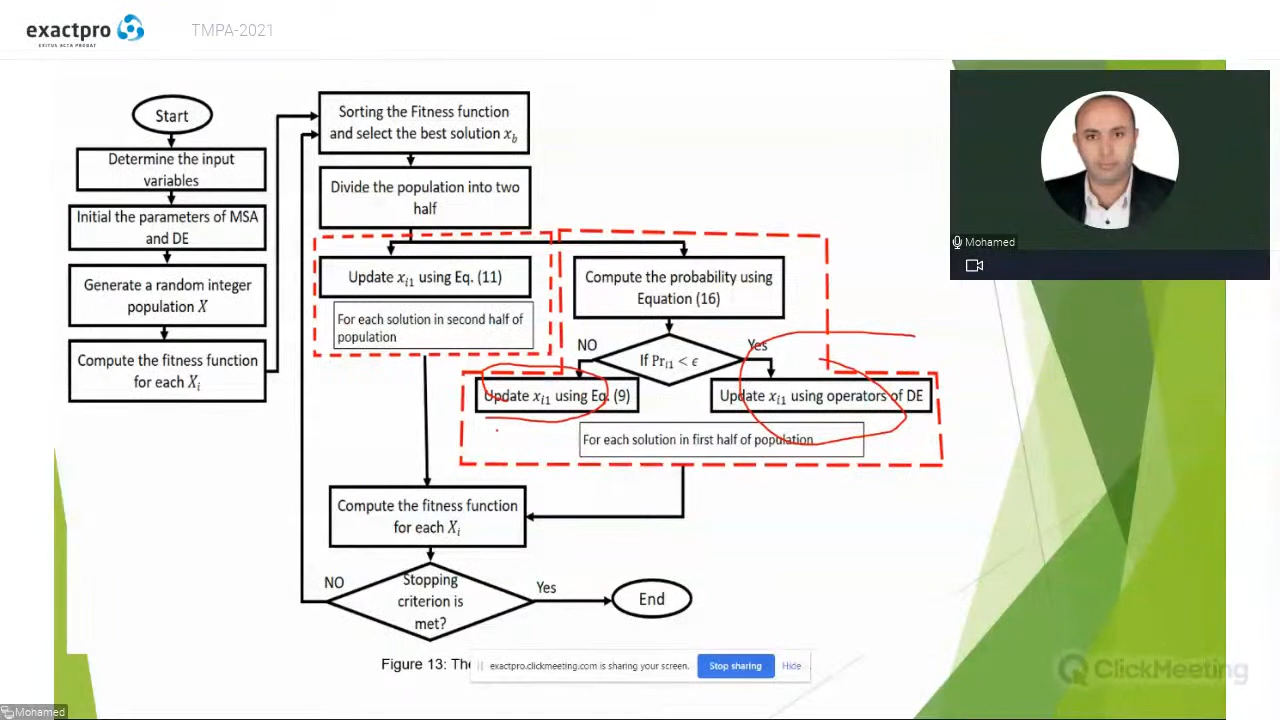 exactpro
EXITUS ACTA PROBAT
TMPA-2021
Start
Determine the input
variables
Initial the parameters of MSA
and DE
Generate a random integer
population X
Compute the fitness function
for each Xi
Sorting the Fitness function
and select the best solution xb
Divide the population into two
half
Update xi1 using Eq. (11)
For each solution in second half of
population
Compute the probability using
Equation (16)
If Pri1 < ϵ
NO
Yes
Update xi1 using Eq. (9)
Update xi1 using operators of DE
For each solution in first half of population
Compute the fitness function
for each Xi
Stopping
criterion is
met?
NO
Yes
End
Figure 13: The
exactpro.clickmeeting.com is sharing your screen.
Stop sharing
Hide
Mohamed
ClickMeeting
Mohamed